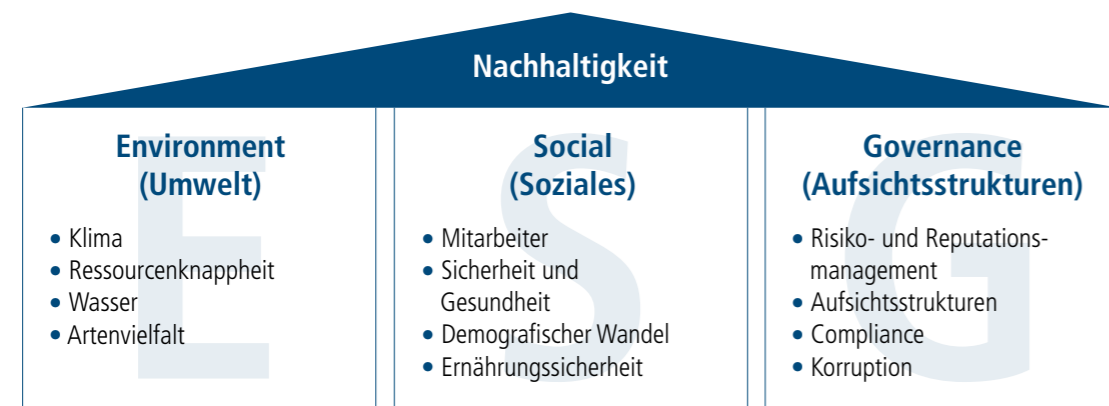 Nachhaltigkeit
E
Environment
(Umwelt)
• Klima
• Ressourcenknappheit
• Wasser
• Artenvielfalt
S
Social
(Soziales)
• Mitarbeiter
• Sicherheit und
Gesundheit
• Demografischer Wandel
• Ernährungssicherheit
G
Governance
(Aufsichtsstrukturen)
• Risiko- und Reputations-
management
• Aufsichtsstrukturen
• Compliance
• Korruption